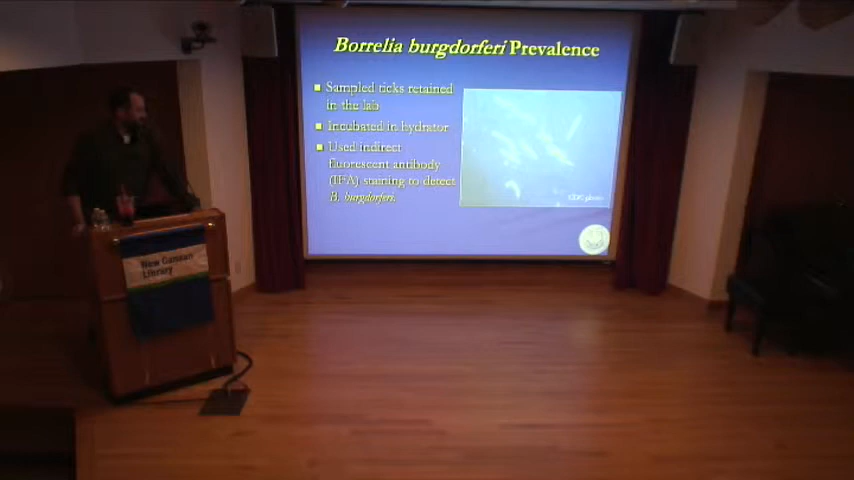 Borrelia burgdorferi Prevalence
Sampled ticks retained
in the lab
Incubated in hydrator
Used indirect
fluorescent antibody
(IFA) staining to detect
B. burgdorferi.
CDC photo
New Canaan
Library